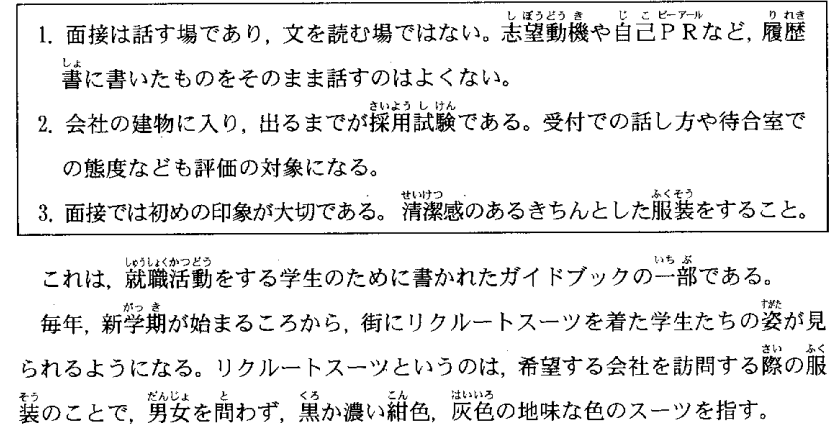 1. 面接は話す場であり, 文を読む場ではない。志望動機や自己ＰＲなど, 履歴
書に書いたものをそのまま話すのはよくない。
2. 会社の建物に入り, 出るまでが採用試験である。受付での話し方や待合室で
の態度なども評価の対象になる。
3. 面接では初めの印象が大切である。清潔感のあるきちんとした服装をすること。
これは, 就職活動をする学生のために書かれたガイドブックの一部である。
毎年, 新学期が始まるころから, 街にリクルートスーツを着た学生たちの姿が見
られるようになる。リクルートスーツというのは, 希望する会社を訪問する際の服
装のことで, 男女を問わず, 黒か濃い紺色, 灰色の地味な色のスーツを指す。